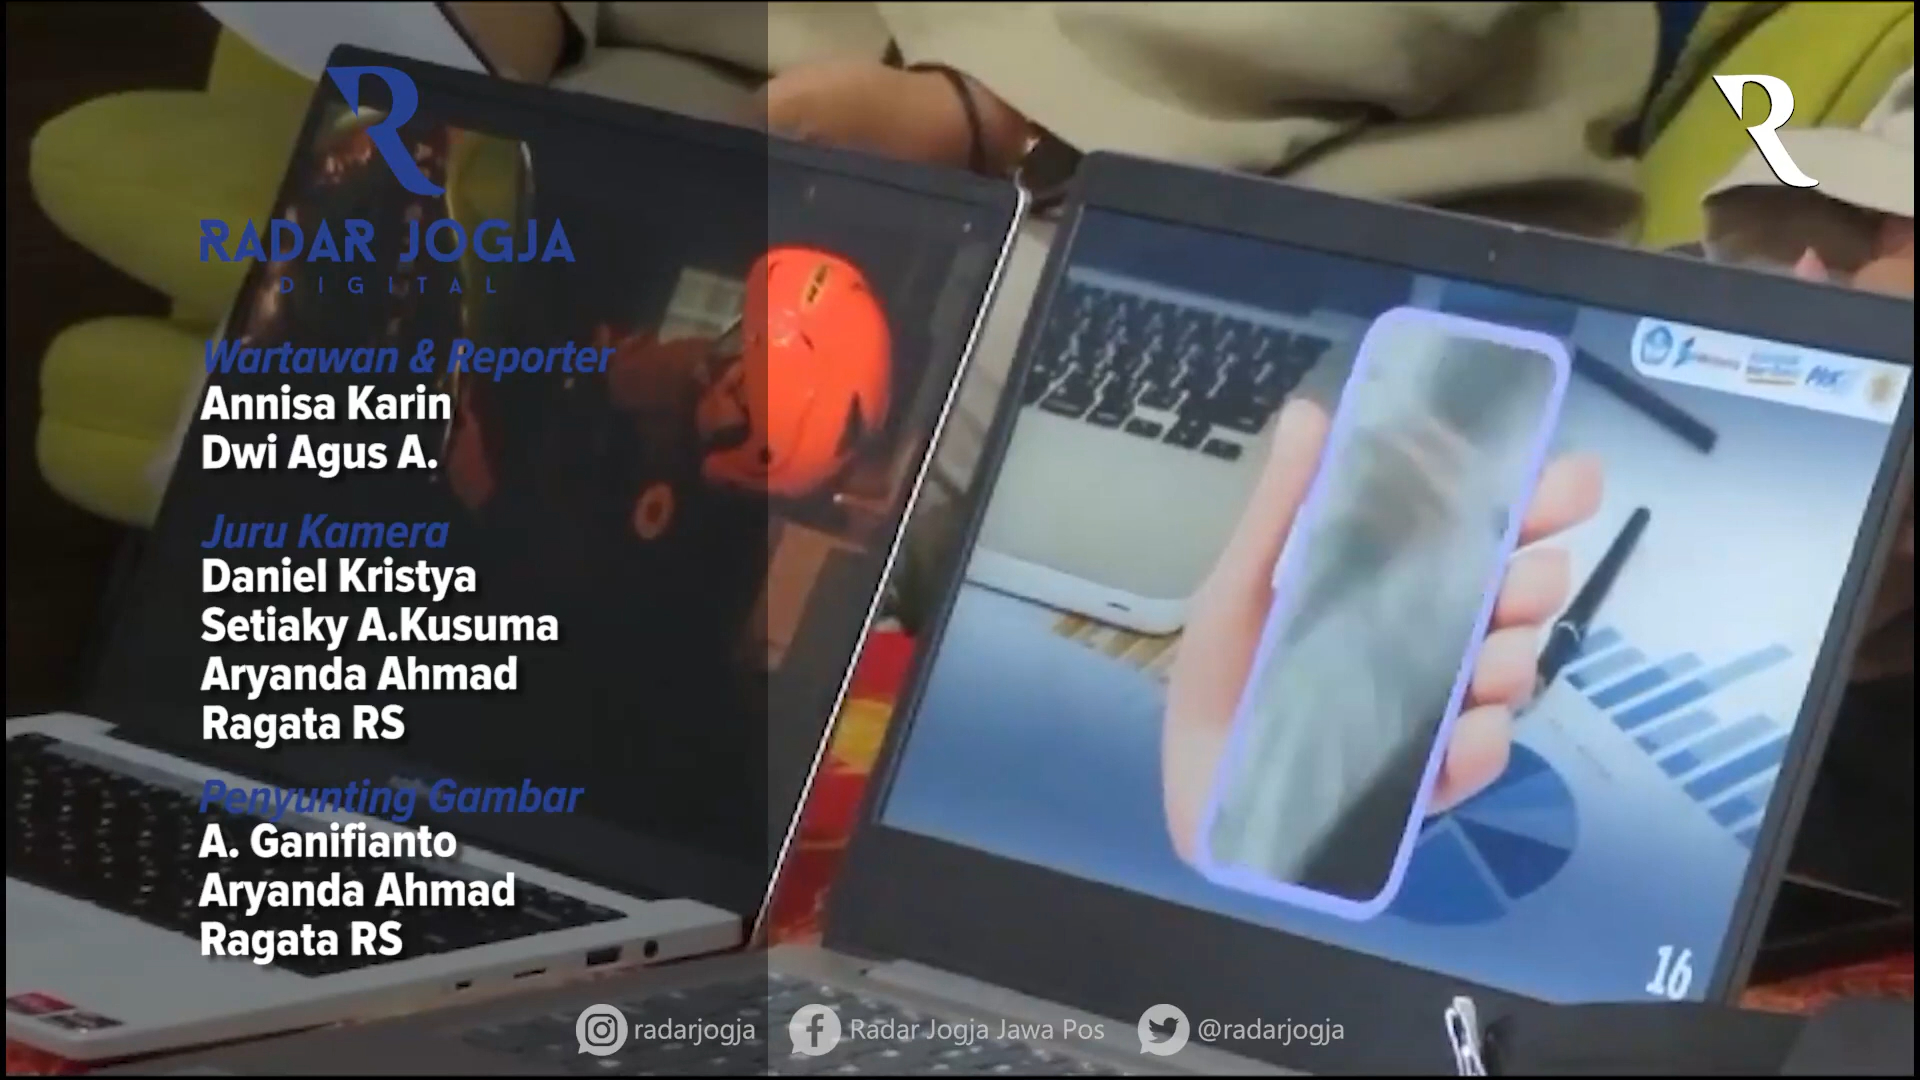 RADAR JOGJA
DIGITAL
Wartawan & Reporter
Annisa Karin
Dwi Agus A.
Juru Kamera
Daniel Kristya
Setiaky A.Kusuma
Aryanda Ahmad
Ragata RS
Penyunting Gambar
A. Ganifianto
Aryanda Ahmad
Ragata RS
16
radarjogja
Radar Jogja Jawa Pos
@radarjogja